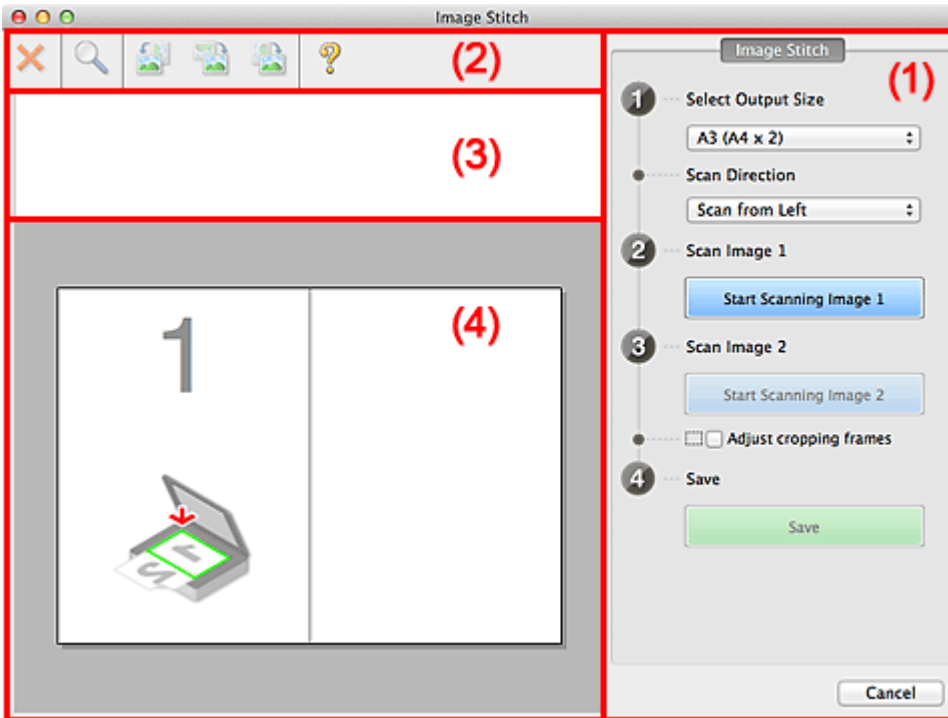 Image Stitch
(2)
(3)
(4)
1
1
2
Image Stitch
(1)
1 Select Output Size
A3 (A4 x 2)
Scan Direction
Scan from Left
2 Scan Image 1
Start Scanning Image 1
3 Scan Image 2
Start Scanning Image 2
Adjust cropping frames
4 Save
Save
Cancel